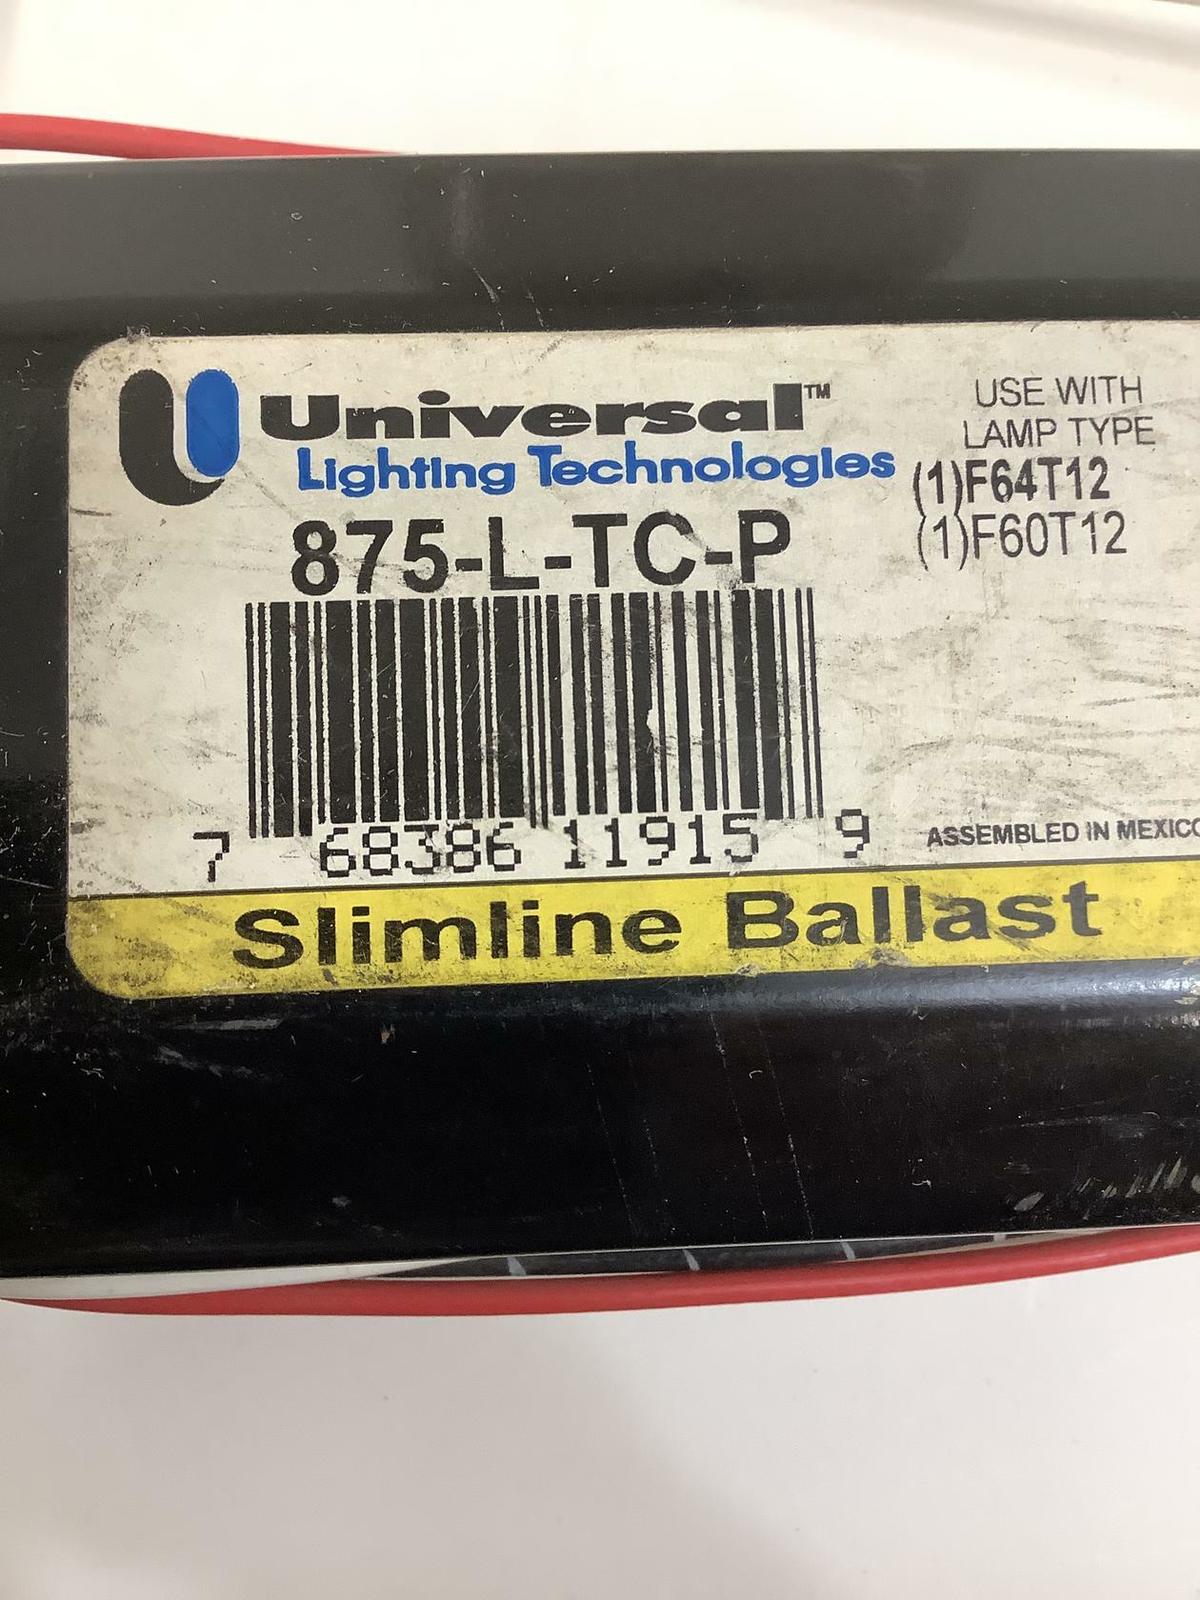 Universal™
Lighting Technologies
875-L-TC-P
7 68386 11915 9
USE WITH
LAMP TYPE
(1)F64T12
(1)F60T12
ASSEMBLED IN MEXICO
Slimline Ballast